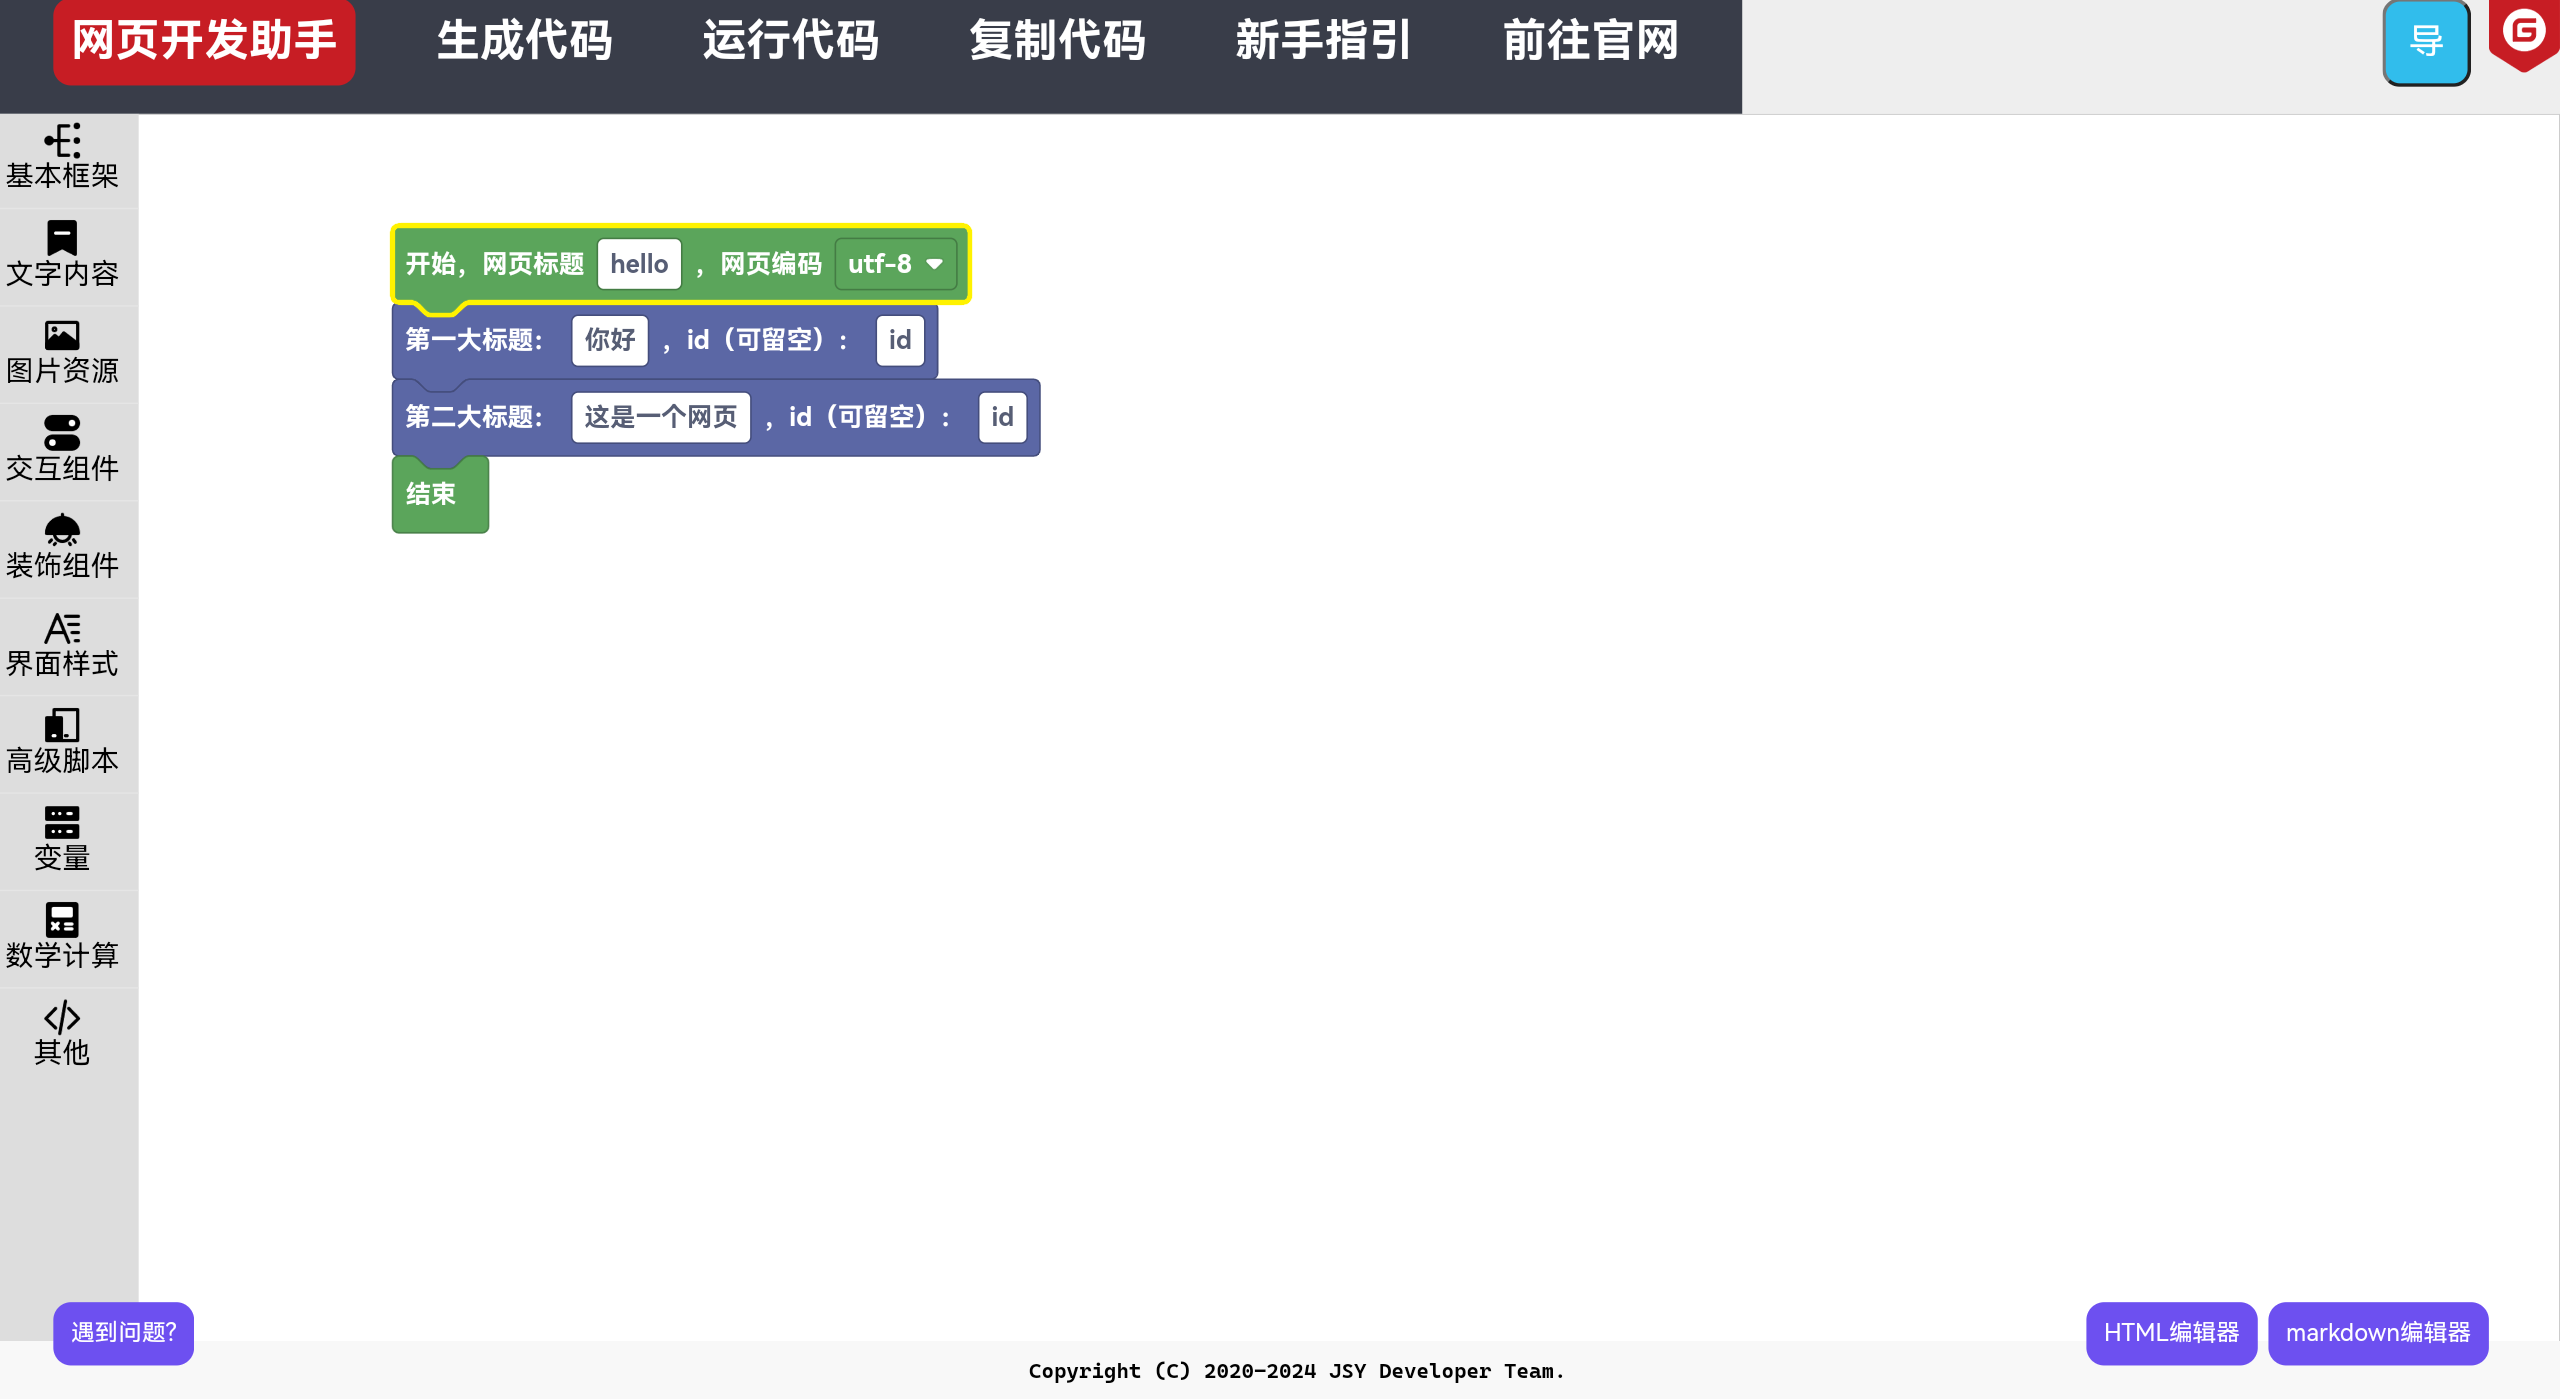 网页开发助手 生成代码 运行代码 复制代码 新手指引 前往官网 导 G
基本框架
文字内容
图片资源
交互组件
装饰组件
界面样式
高级脚本
变量
数学计算
其他
开始，网页标题 hello ，网页编码 utf-8
第一大标题： 你好 ，id（可留空）： id
第二大标题： 这是一个网页 ，id（可留空）： id
结束
遇到问题? HTML编辑器 markdown编辑器
Copyright (C) 2020-2024 JSY Developer Team.